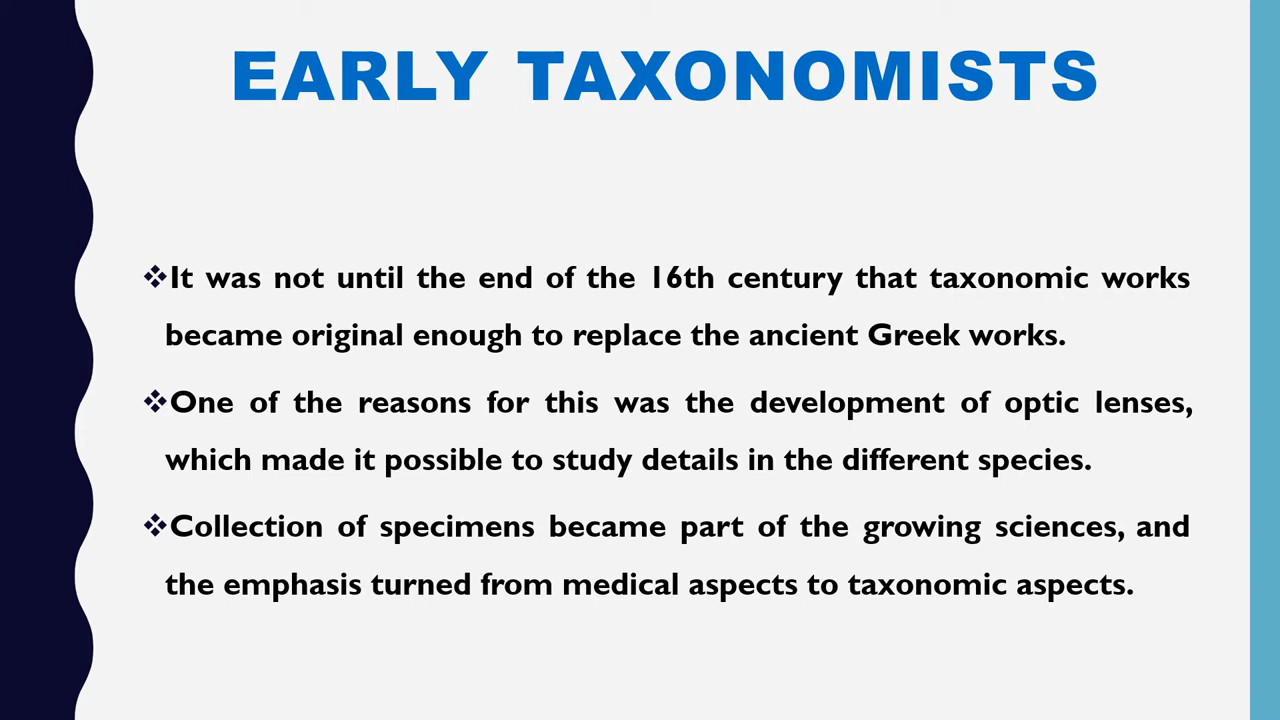 EARLY TAXONOMISTS
❖It was not until the end of the 16th century that taxonomic works
became original enough to replace the ancient Greek works.
❖One of the reasons for this was the development of optic lenses,
which made it possible to study details in the different species.
❖Collection of specimens became part of the growing sciences, and
the emphasis turned from medical aspects to taxonomic aspects.